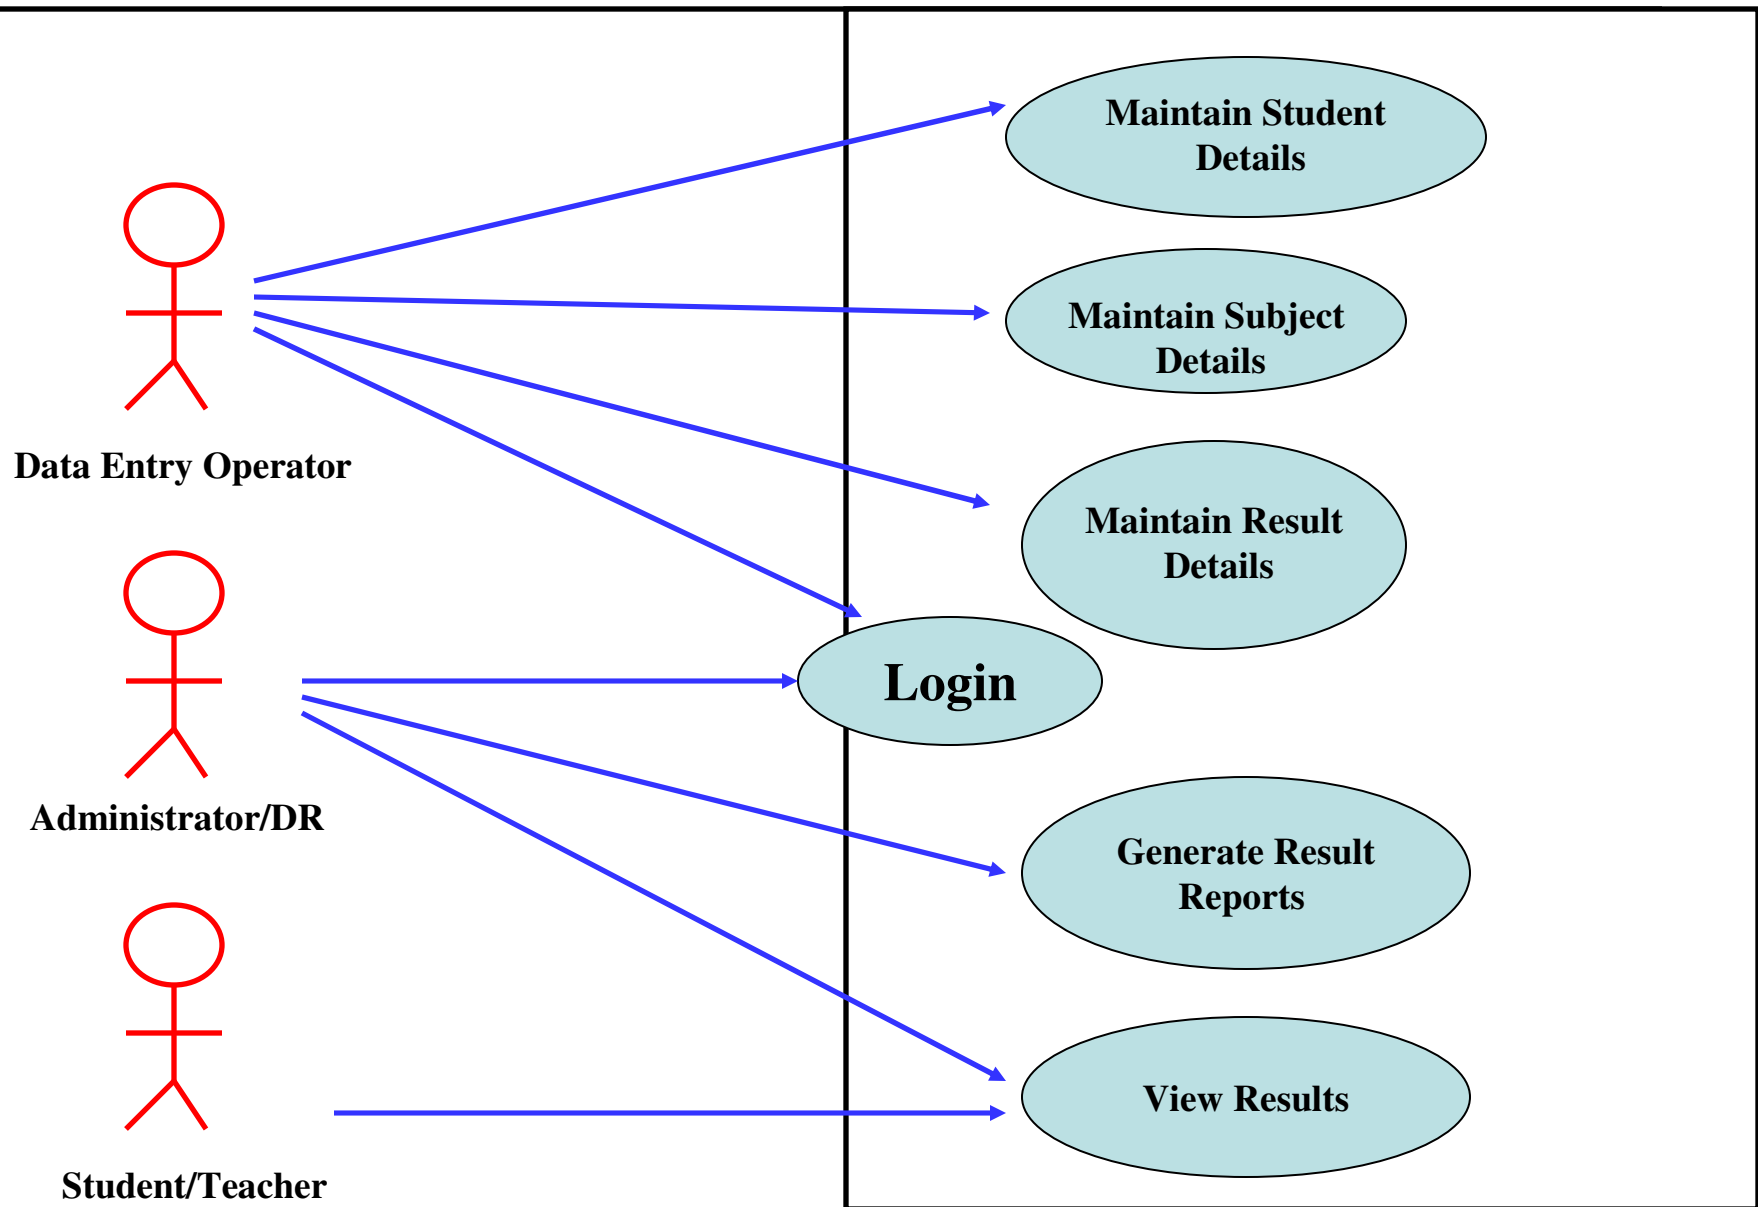 Maintain Student
Details
Maintain Subject
Details
Data Entry Operator
Maintain Result
Details
Login
Administrator/DR
Generate Result
Reports
View Results
Student/Teacher